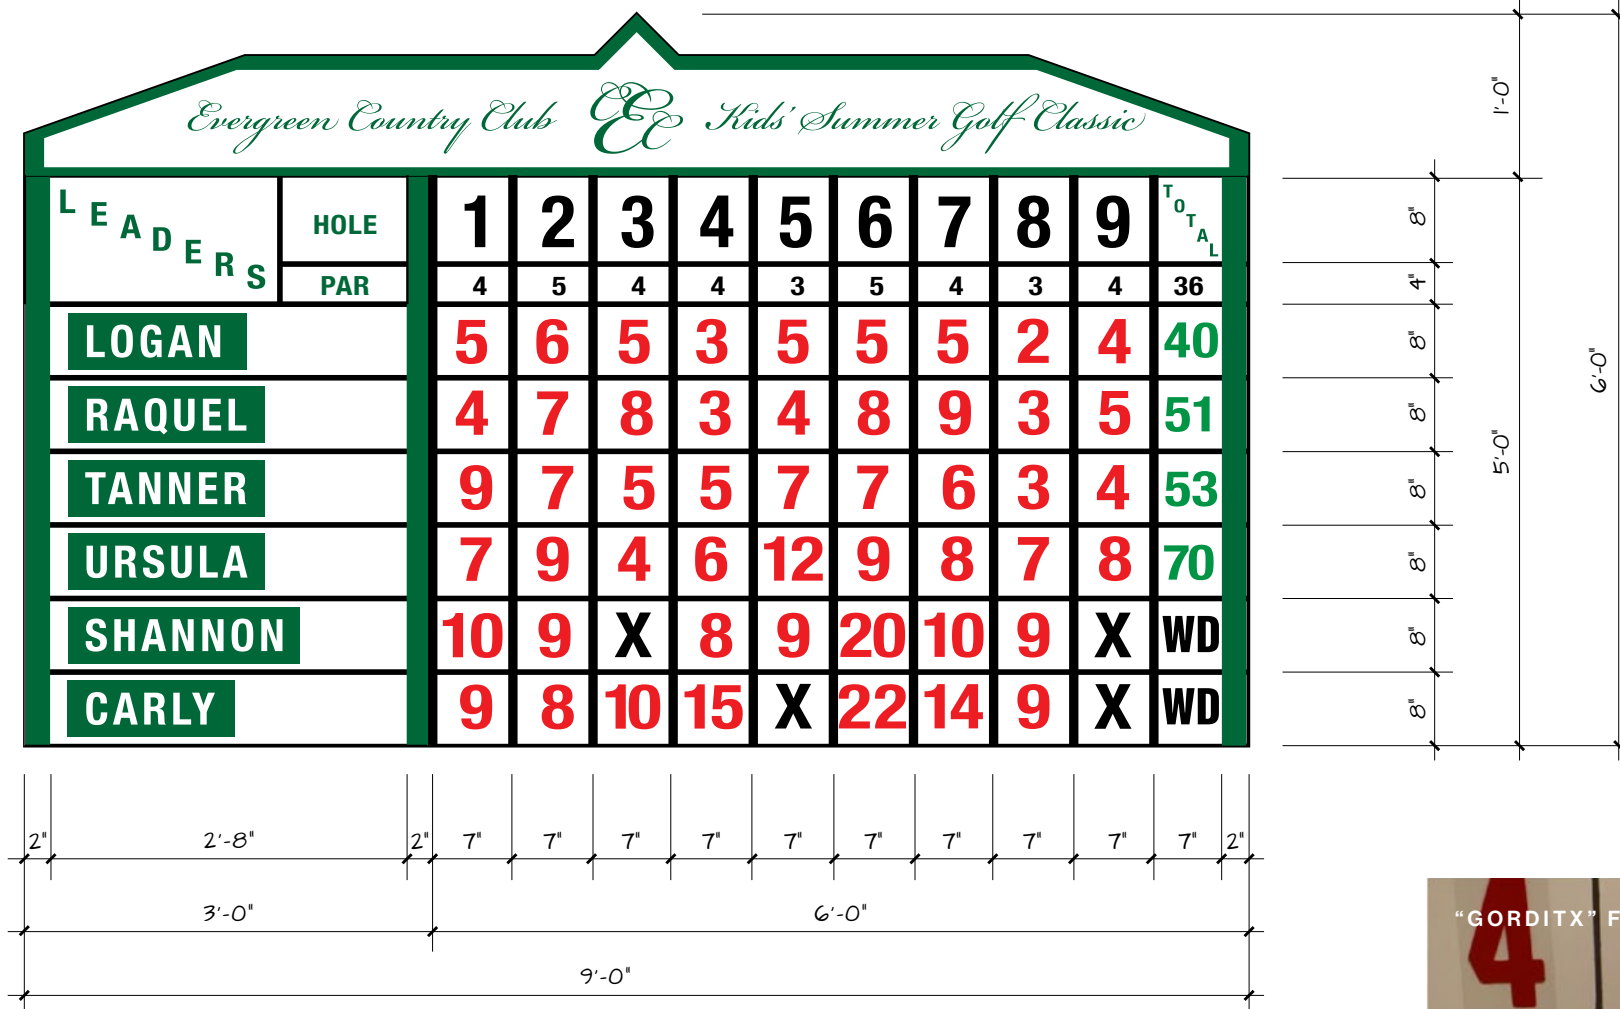 Evergreen Country Club ECC Kids' Summer Golf Classic
LEADERS HOLE 1 2 3 4 5 6 7 8 9 TOTAL
PAR 4 5 4 4 3 5 4 3 4 36
LOGAN 5 6 5 3 5 5 5 2 4 40
RAQUEL 4 7 8 3 4 8 9 3 5 51
TANNER 9 7 5 5 7 7 6 3 4 53
URSULA 7 9 4 6 12 9 8 7 8 70
SHANNON 10 9 X 8 9 20 10 9 X WD
CARLY 9 8 10 15 X 22 14 9 X WD
1'-0"
8"
4"
8"
8"
8"
8"
8"
8"
5'-0"
6'-0"
2" 2'-8" 2" 7" 7" 7" 7" 7" 7" 7" 7" 7" 7" 2"
3'-0" 6'-0"
9'-0"
"GORDITX" F
4